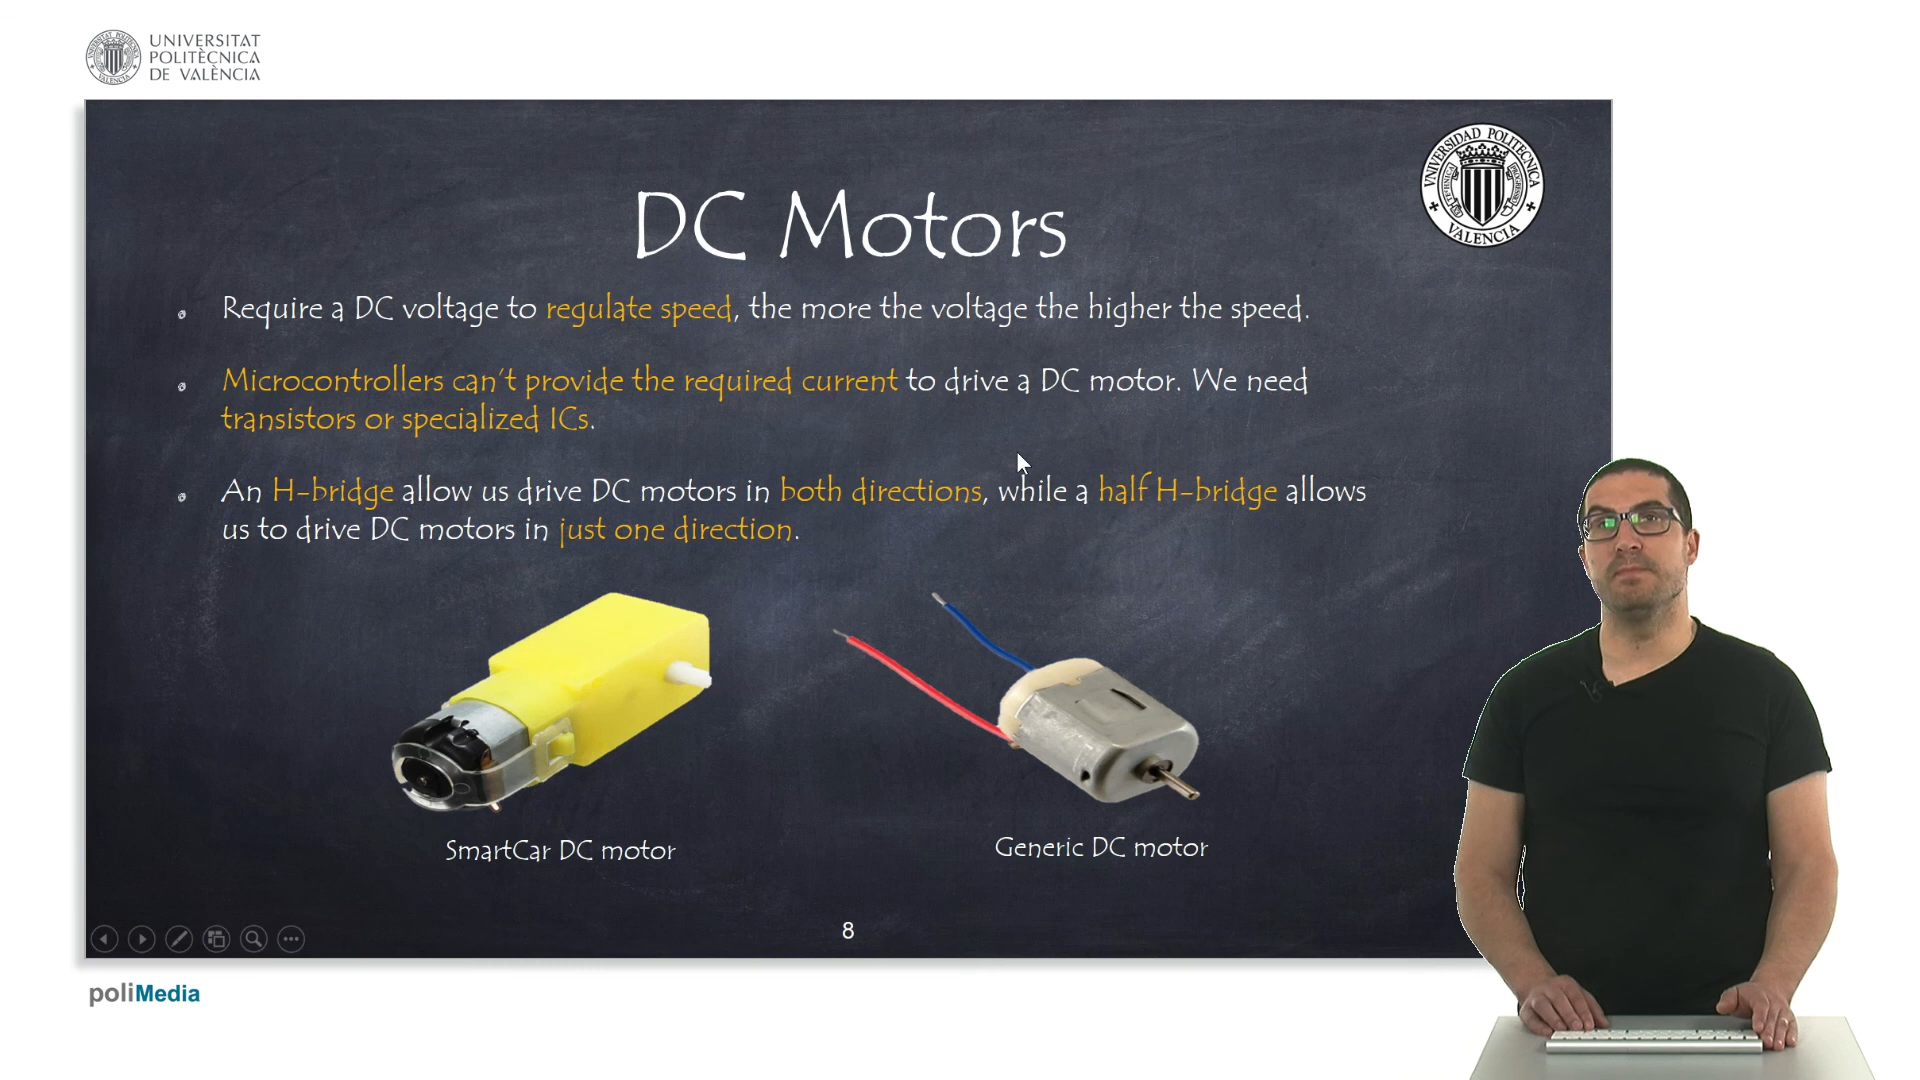 UNIVERSITAT
POLITÈCNICA
DE VALÈNCIA
UNIVERSIDAD POLITECNICA
VALENCIA
DC Motors
Require a DC voltage to regulate speed, the more the voltage the higher the speed.
Microcontrollers can't provide the required current to drive a DC motor. We need
transistors or specialized ICs.
An H-bridge allow us drive DC motors in both directions, while a half H-bridge allows
us to drive DC motors in just one direction.
SmartCar DC motor
Generic DC motor
8
poliMedia